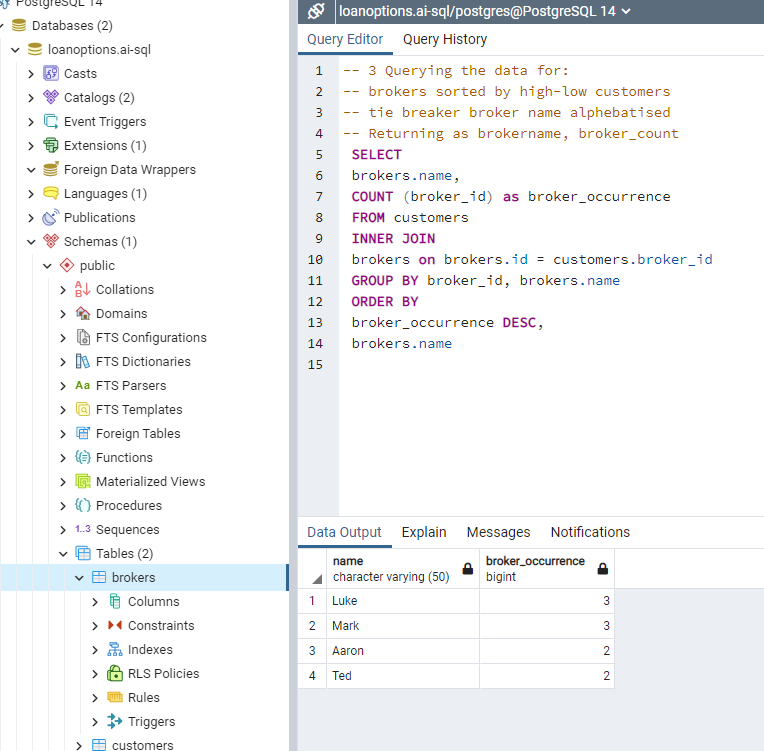 PostgreSQL 14
Databases (2)
loanoptions.ai-sql
Casts
Catalogs (2)
Event Triggers
Extensions (1)
Foreign Data Wrappers
Languages (1)
Publications
Schemas (1)
public
Collations
Domains
FTS Configurations
FTS Dictionaries
FTS Parsers
FTS Templates
Foreign Tables
Functions
Materialized Views
Procedures
1..3 Sequences
Tables (2)
brokers
Columns
Constraints
Indexes
RLS Policies
Rules
Triggers
customers
loanoptions.ai-sql/postgres@PostgreSQL 14
Query Editor Query History
1 -- 3 Querying the data for:
2 -- brokers sorted by high-low customers
3 -- tie breaker broker name alphebatised
4 -- Returning as brokername, broker_count
5 SELECT
6 brokers.name,
7 COUNT (broker_id) as broker_occurrence
8 FROM customers
9 INNER JOIN
10 brokers on brokers.id = customers.broker_id
11 GROUP BY broker_id, brokers.name
12 ORDER BY
13 broker_occurrence DESC,
14 brokers.name
15
Data Output Explain Messages Notifications
name broker_occurrence
character varying (50) bigint
1 Luke 3
2 Mark 3
3 Aaron 2
4 Ted 2